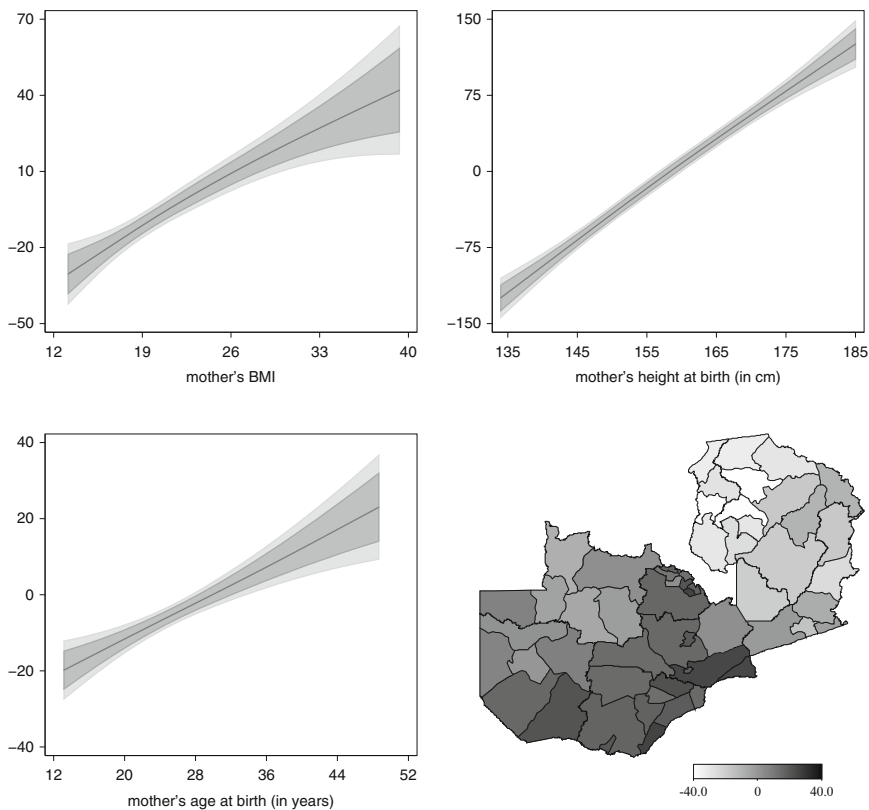 70
40
10
−20
−50
12 19 26 33 40
mother's BMI
150
75
0
−75
−150
135 145 155 165 175 185
mother's height at birth (in cm)
40
20
0
−20
−40
12 20 28 36 44 52
mother's age at birth (in years)
-40.0 0 40.0